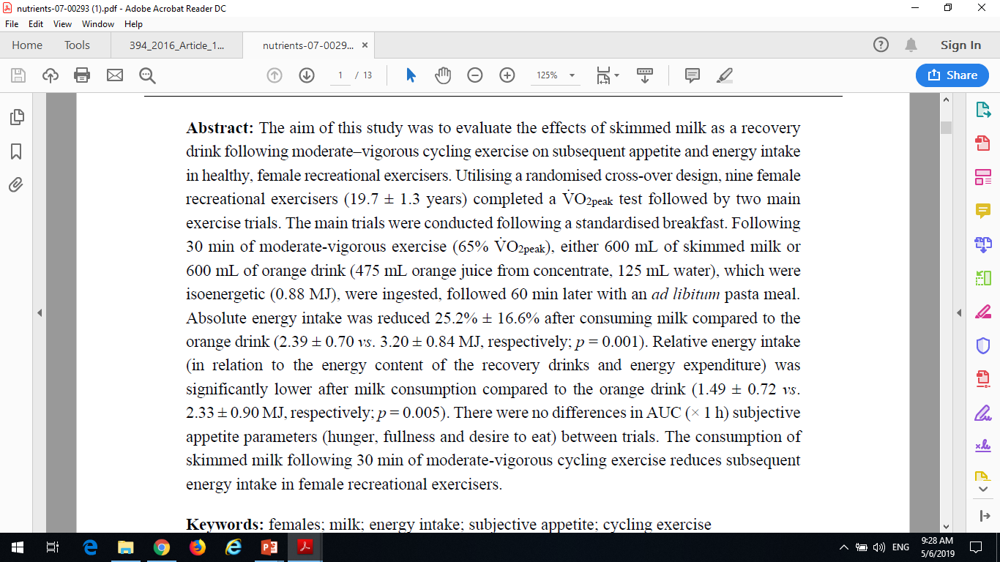 nutrients-07-00293 (1).pdf - Adobe Acrobat Reader DC
File Edit View Window Help
Home Tools 394_2016_Article_1... nutrients-07-0029... ×
1 / 13 125% Share
? Sign In
Abstract: The aim of this study was to evaluate the effects of skimmed milk as a recovery
drink following moderate–vigorous cycling exercise on subsequent appetite and energy intake
in healthy, female recreational exercisers. Utilising a randomised cross-over design, nine female
recreational exercisers (19.7 ± 1.3 years) completed a V̇O2peak test followed by two main
exercise trials. The main trials were conducted following a standardised breakfast. Following
30 min of moderate-vigorous exercise (65% V̇O2peak), either 600 mL of skimmed milk or
600 mL of orange drink (475 mL orange juice from concentrate, 125 mL water), which were
isoenergetic (0.88 MJ), were ingested, followed 60 min later with an ad libitum pasta meal.
Absolute energy intake was reduced 25.2% ± 16.6% after consuming milk compared to the
orange drink (2.39 ± 0.70 vs. 3.20 ± 0.84 MJ, respectively; p = 0.001). Relative energy intake
(in relation to the energy content of the recovery drinks and energy expenditure) was
significantly lower after milk consumption compared to the orange drink (1.49 ± 0.72 vs.
2.33 ± 0.90 MJ, respectively; p = 0.005). There were no differences in AUC (× 1 h) subjective
appetite parameters (hunger, fullness and desire to eat) between trials. The consumption of
skimmed milk following 30 min of moderate-vigorous cycling exercise reduces subsequent
energy intake in female recreational exercisers.
Keywords: females; milk; energy intake; subjective appetite; cycling exercise
ENG
9:28 AM
5/6/2019